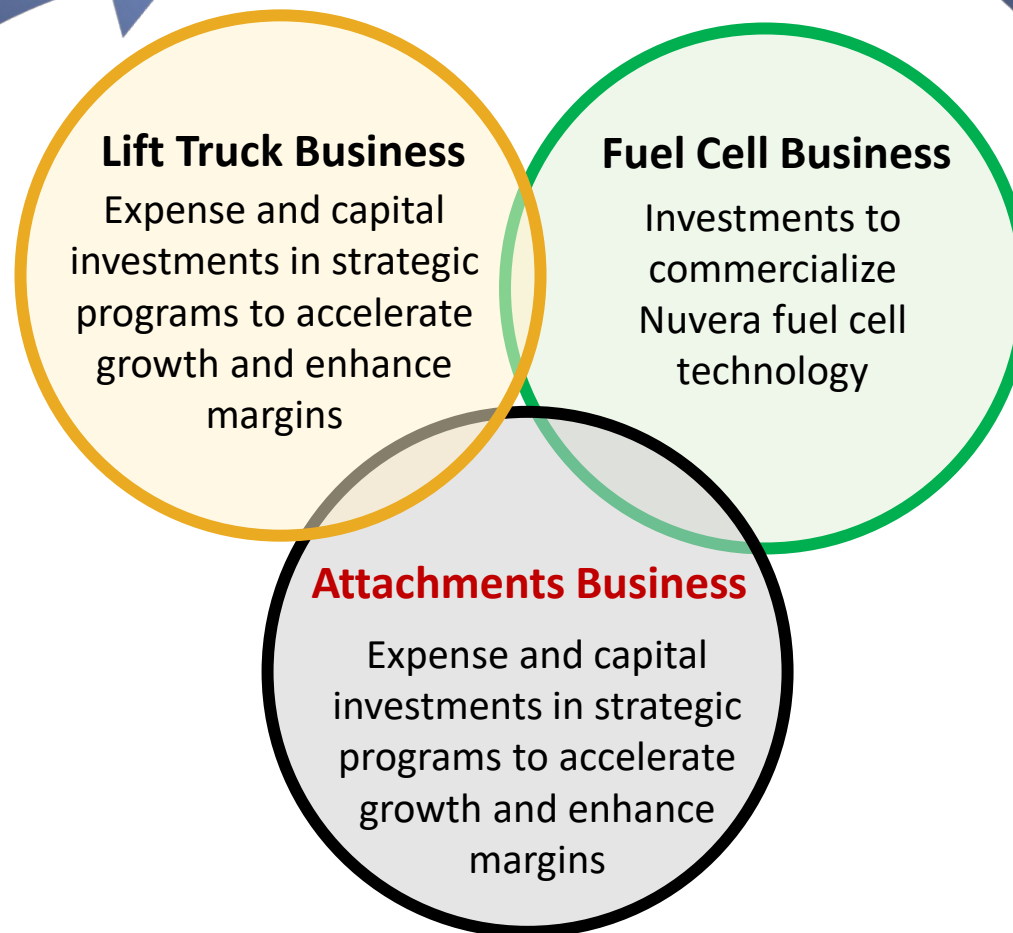 Lift Truck Business
Expense and capital
investments in strategic
programs to accelerate
growth and enhance
margins
Fuel Cell Business
Investments to
commercialize
Nuvera fuel cell
technology
Attachments Business
Expense and capital
investments in strategic
programs to accelerate
growth and enhance
margins